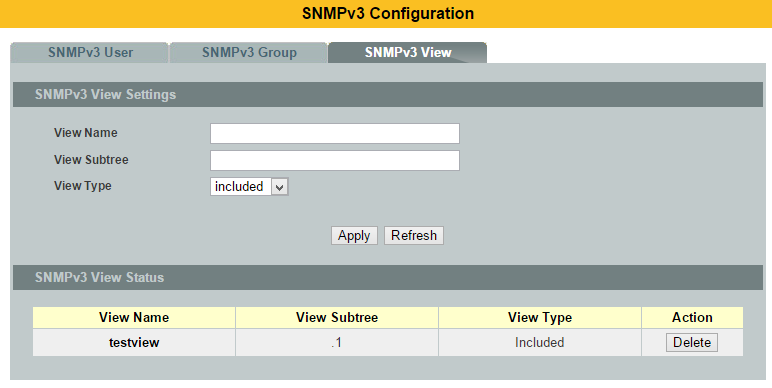 SNMPv3 Configuration
SNMPv3 User SNMPv3 Group SNMPv3 View
SNMPv3 View Settings
View Name
View Subtree
View Type included
Apply Refresh
SNMPv3 View Status
View Name View Subtree View Type Action
testview .1 Included Delete